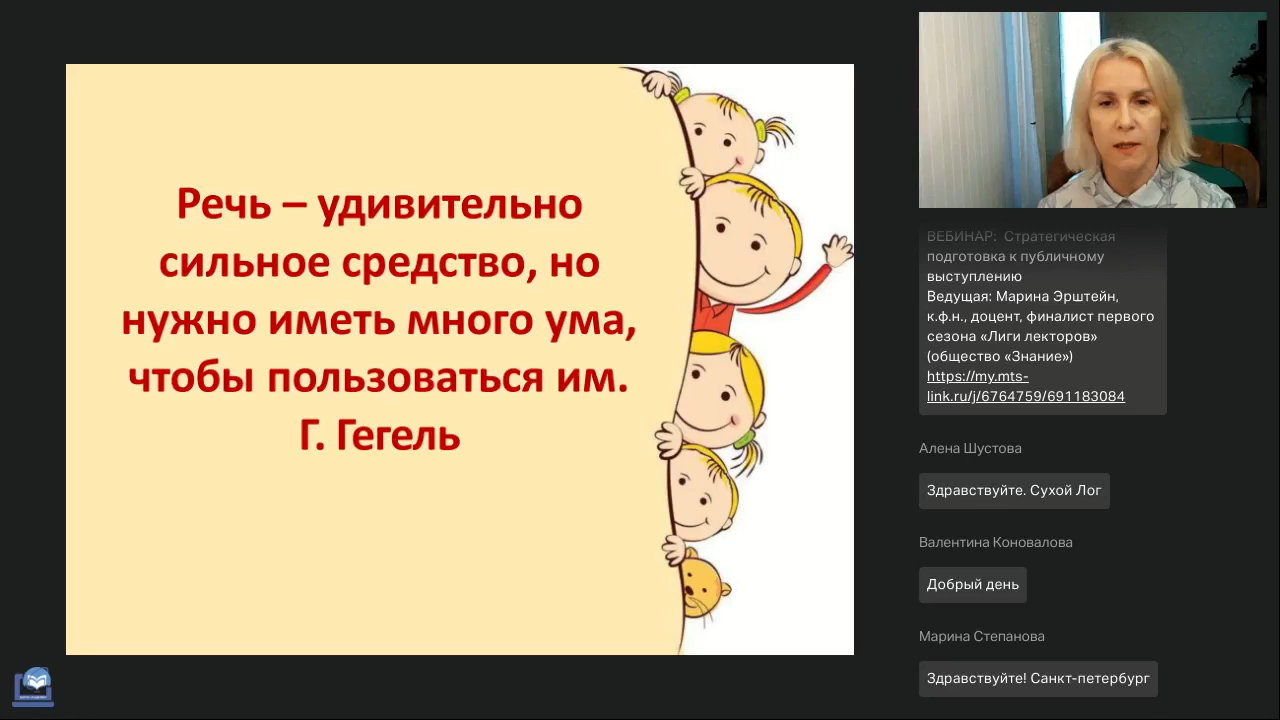 Речь – удивительно
сильное средство, но
нужно иметь много ума,
чтобы пользоваться им.
Г. Гегель
ВЕБИНАР: Стратегическая
подготовка к публичному
выступлению
Ведущая: Марина Эрштейн,
к.ф.н., доцент, финалист первого
сезона «Лиги лекторов»
(общество «Знание»)
https://my.mts-
link.ru/j/6764759/691183084
Алена Шустова
Здравствуйте. Сухой Лог
Валентина Коновалова
Добрый день
Марина Степанова
Здравствуйте! Санкт-петербург